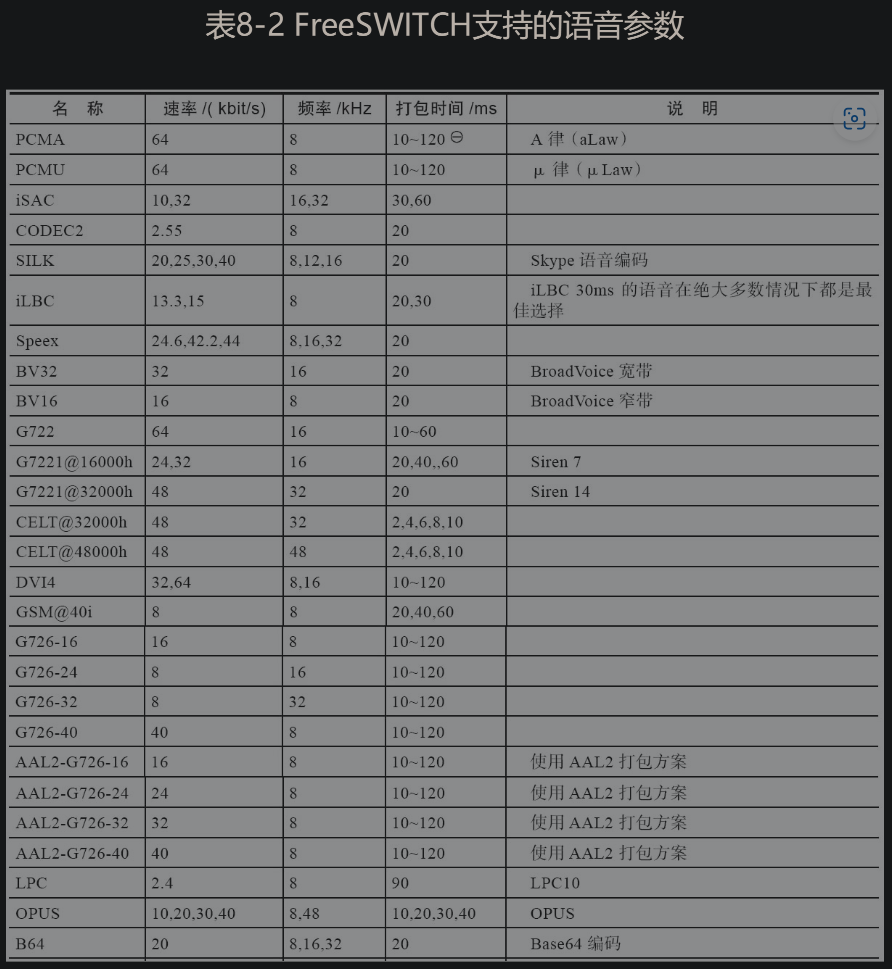 表8-2 FreeSWITCH支持的语音参数
名 称 速率 /( kbit/s) 频率 /kHz 打包时间 /ms 说 明
PCMA 64 8 10~120 ⊖ A 律（aLaw）
PCMU 64 8 10~120 μ 律（μ Law）
iSAC 10,32 16,32 30,60
CODEC2 2.55 8 20
SILK 20,25,30,40 8,12,16 20 Skype 语音编码
iLBC 13.3,15 8 20,30 iLBC 30ms 的语音在绝大多数情况下都是最
佳选择
Speex 24.6,42.2,44 8,16,32 20
BV32 32 16 20 BroadVoice 宽带
BV16 16 8 20 BroadVoice 窄带
G722 64 16 10~60
G7221@16000h 24,32 16 20,40,,60 Siren 7
G7221@32000h 48 32 20 Siren 14
CELT@32000h 48 32 2,4,6,8,10
CELT@48000h 48 48 2,4,6,8,10
DVI4 32,64 8,16 10~120
GSM@40i 8 8 20,40,60
G726-16 16 8 10~120
G726-24 8 16 10~120
G726-32 8 32 10~120
G726-40 40 8 10~120
AAL2-G726-16 16 8 10~120 使用 AAL2 打包方案
AAL2-G726-24 24 8 10~120 使用 AAL2 打包方案
AAL2-G726-32 32 8 10~120 使用 AAL2 打包方案
AAL2-G726-40 40 8 10~120 使用 AAL2 打包方案
LPC 2.4 8 90 LPC10
OPUS 10,20,30,40 8,48 10,20,30,40 OPUS
B64 20 8,16,32 20 Base64 编码